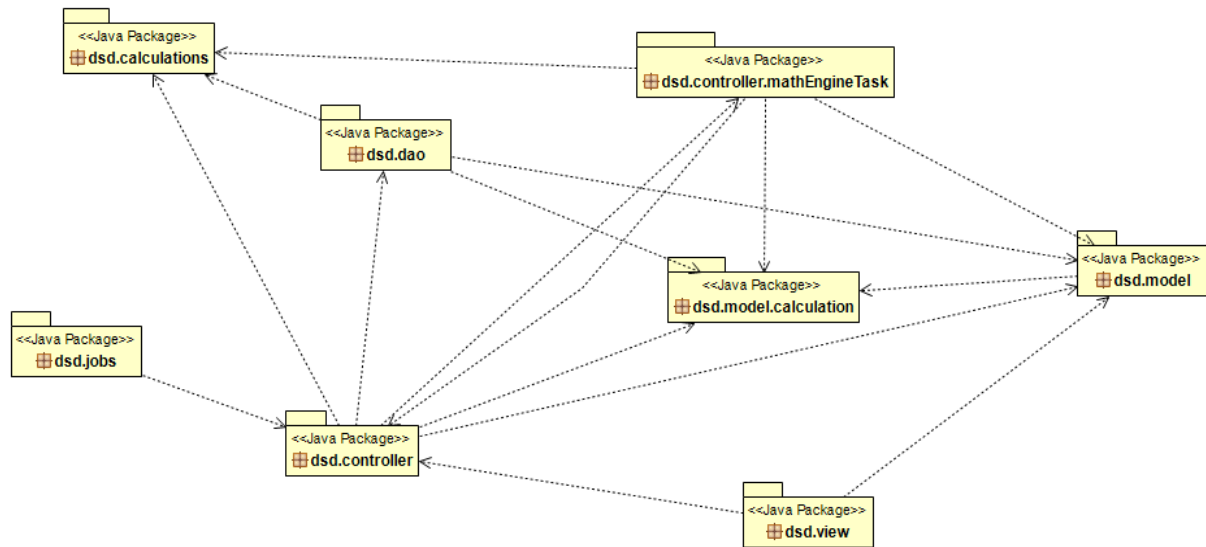 <<Java Package>>
dsd.calculations
<<Java Package>>
dsd.controller.mathEngineTask
<<Java Package>>
dsd.dao
<<Java Package>>
dsd.model
<<Java Package>>
dsd.model.calculation
<<Java Package>>
dsd.jobs
<<Java Package>>
dsd.controller
<<Java Package>>
dsd.view